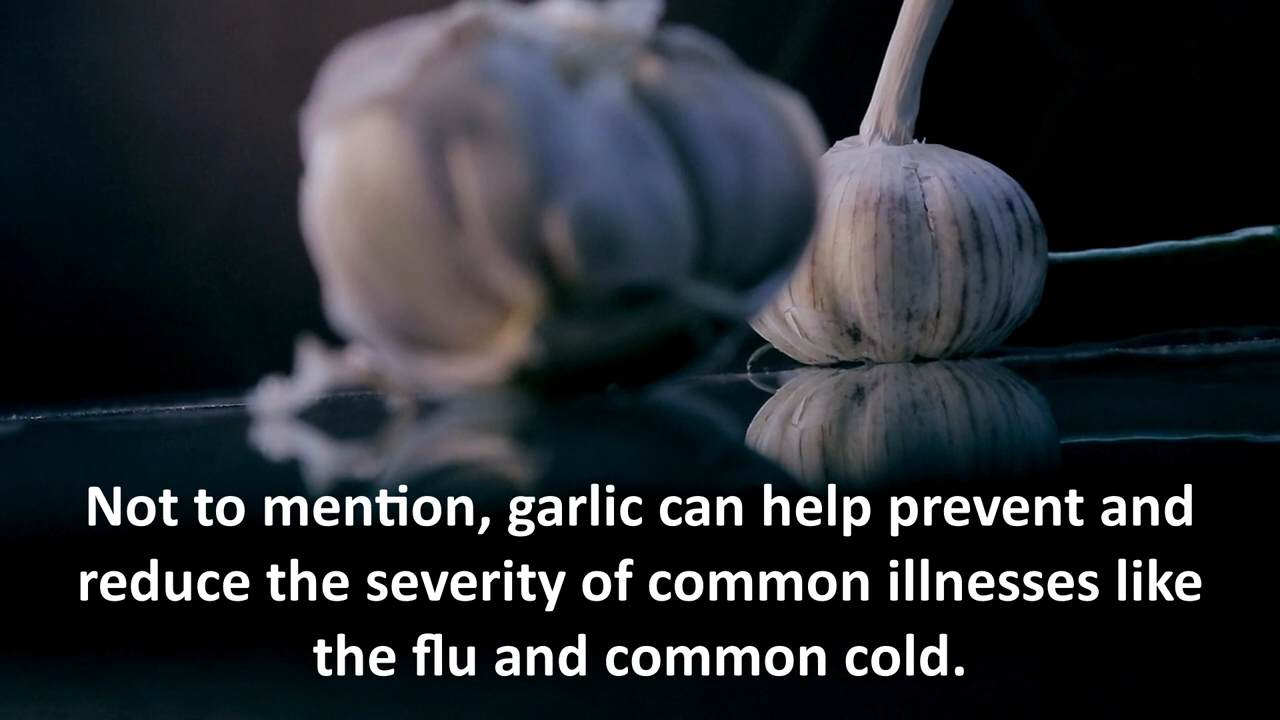 Not to mention, garlic can help prevent and
reduce the severity of common illnesses like
the flu and common cold.